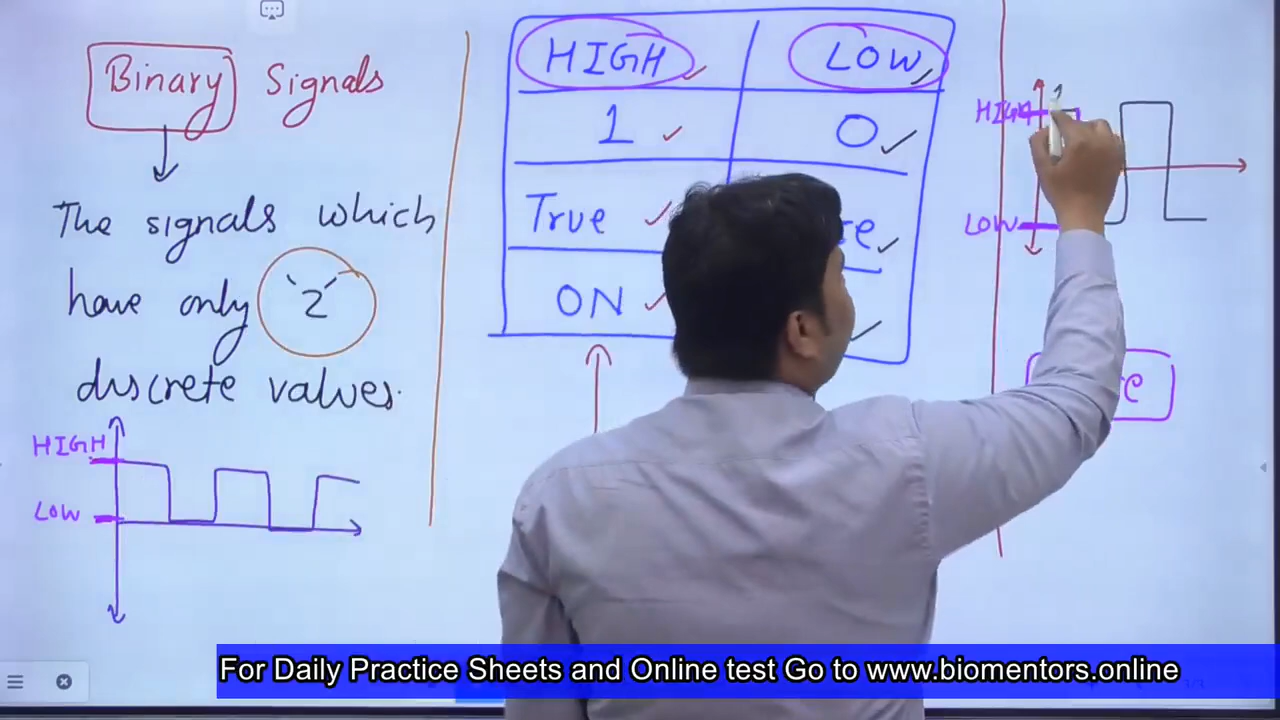 Binary Signals
The signals which
have only '2'
discrete values.
HIGH
LOW
HIGH LOW
1 0
True
ON
HIGH
LOW
For Daily Practice Sheets and Online test Go to www.biomentors.online